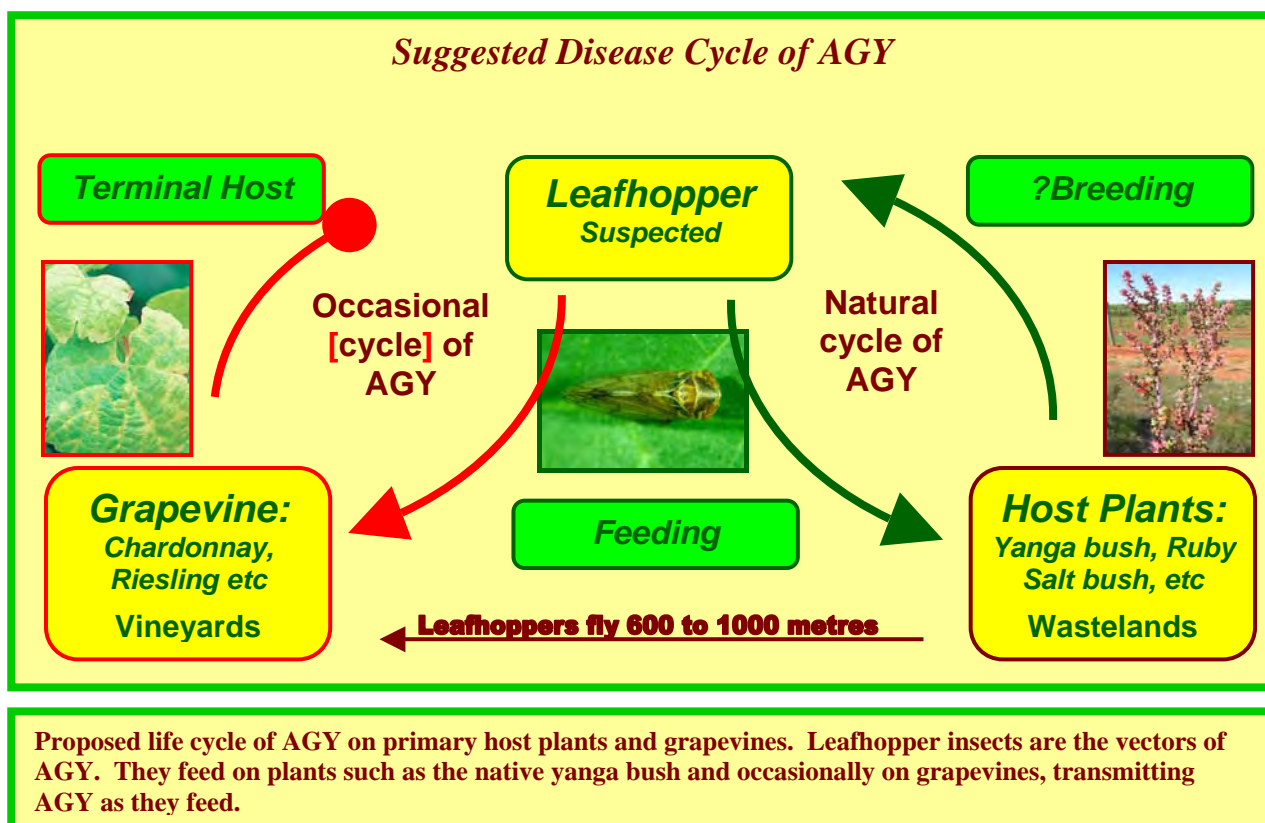 Suggested Disease Cycle of AGY
Terminal Host
Leafhopper
Suspected
?Breeding
Occasional
[cycle] of
AGY
Natural
cycle of
AGY
Grapevine:
Chardonnay,
Riesling etc
Vineyards
Feeding
Host Plants:
Yanga bush, Ruby
Salt bush, etc
Wastelands
Leafhoppers fly 600 to 1000 metres
Proposed life cycle of AGY on primary host plants and grapevines. Leafhopper insects are the vectors of
AGY. They feed on plants such as the native yanga bush and occasionally on grapevines, transmitting
AGY as they feed.